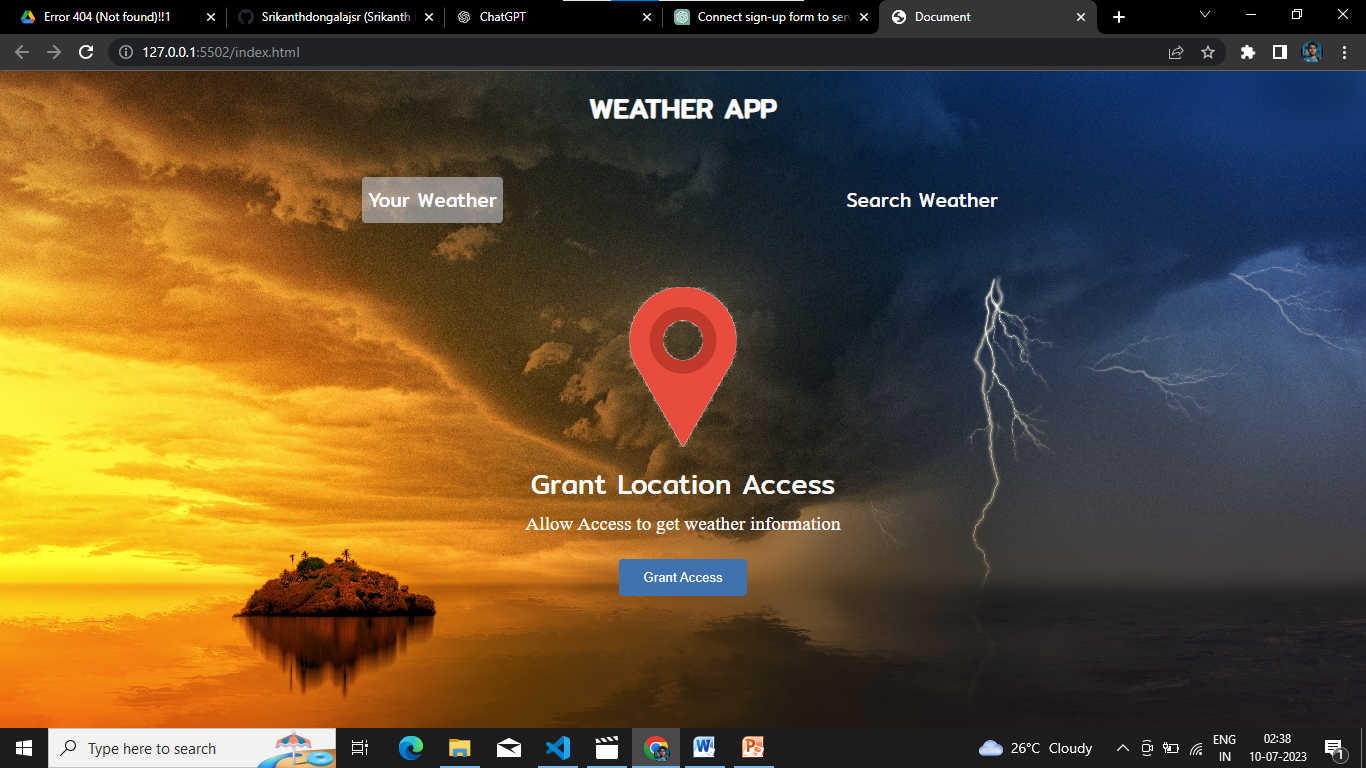 Error 404 (Not found)!!1
Srikanthdongalajsr (Srikanth
ChatGPT
Connect sign-up form to ser
Document
127.0.0.1:5502/index.html
WEATHER APP
Your Weather
Search Weather
Grant Location Access
Allow Access to get weather information
Grant Access
Type here to search
26°C Cloudy
ENG
IN
02:38
10-07-2023
1